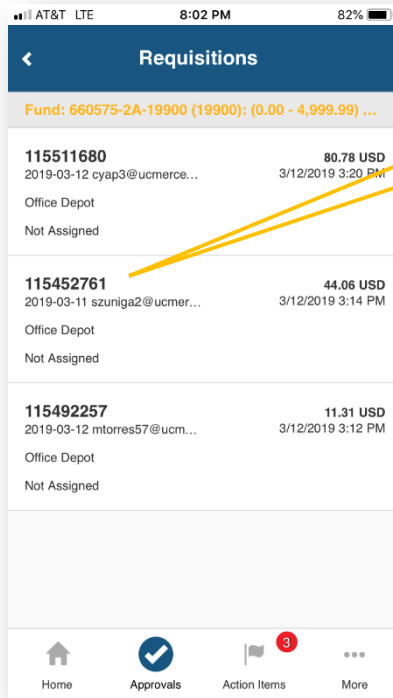 AT&T LTE 8:02 PM 82%
Requisitions
Fund: 660575-2A-19900 (19900): (0.00 - 4,999.99) ...
115511680 80.78 USD
2019-03-12 cyap3@ucmerce... 3/12/2019 3:20 PM
Office Depot
Not Assigned
115452761 44.06 USD
2019-03-11 szuniga2@ucmer... 3/12/2019 3:14 PM
Office Depot
Not Assigned
115492257 11.31 USD
2019-03-12 mtorres57@ucm... 3/12/2019 3:12 PM
Office Depot
Not Assigned
3
Home Approvals Action Items More